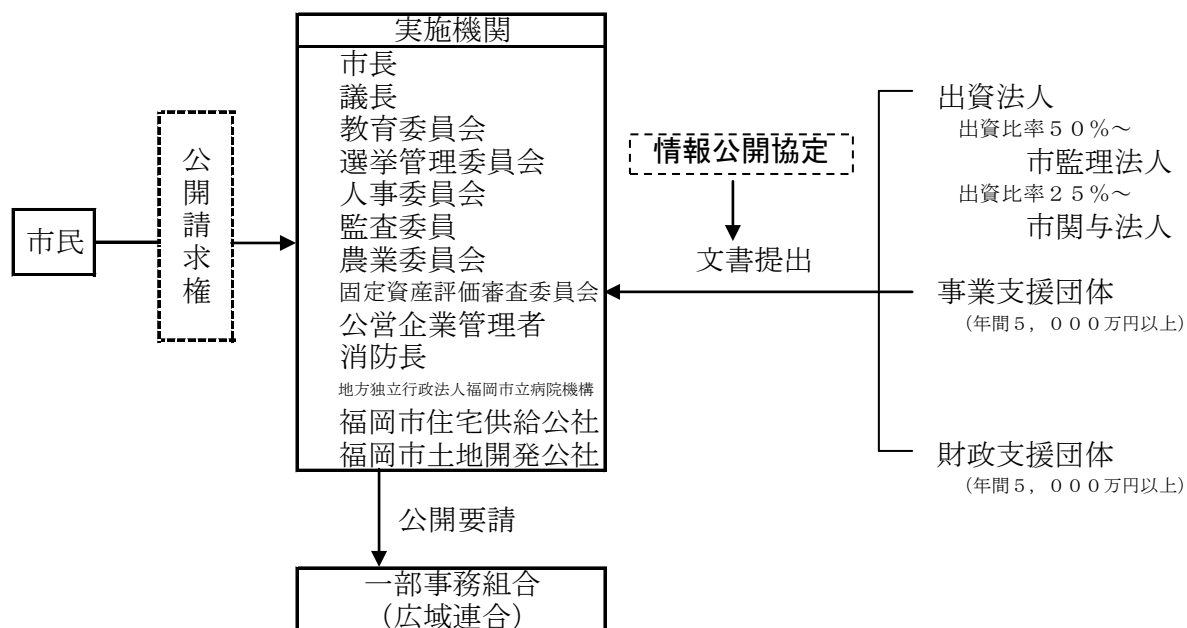 実施機関
市長
議長
教育委員会
選挙管理委員会
人事委員会
監査委員
農業委員会
固定資産評価審査委員会
公営企業管理者
消防長
地方独立行政法人福岡市立病院機構
福岡市住宅供給公社
福岡市土地開発公社
市民
公開請求権
情報公開協定
文書提出
出資法人
出資比率50%~
市監理法人
出資比率25%~
市関与法人
事業支援団体
(年間5,000万円以上)
財政支援団体
(年間5,000万円以上)
公開要請
一部事務組合
(広域連合)